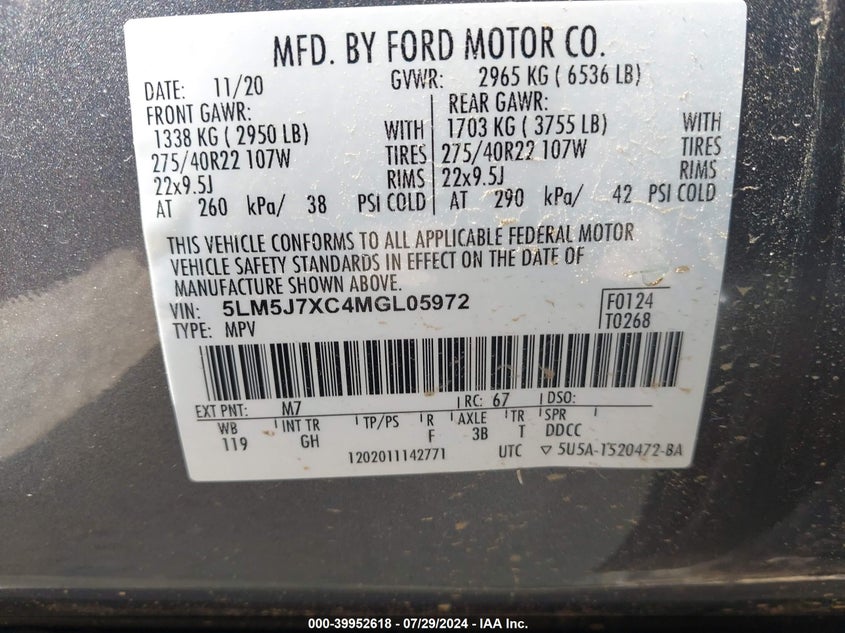 MFD. BY FORD MOTOR CO.
DATE: 11/20 GVWR: 2965 KG ( 6536 LB)
FRONT GAWR: REAR GAWR:
1338 KG ( 2950 LB) WITH 1703 KG ( 3755 LB) WITH
275/40R22 107W TIRES 275/40R22 107W TIRES
22x9.5J RIMS 22x9.5J RIMS
AT 260 kPa/ 38 PSI COLD AT 290 kPa/ 42 PSI COLD
THIS VEHICLE CONFORMS TO ALL APPLICABLE FEDERAL MOTOR
VEHICLE SAFETY STANDARDS IN EFFECT ON THE DATE OF
MANUFACTURE SHOWN ABOVE.
VIN: 5LM5J7XC4MGL05972 F0124
TYPE: MPV T0268
EXT PNT: M7 RC: 67 DSO:
WB INT TR TP/PS R AXLE TR SPR
119 GH F 3B T DDCC
1202011142771 UTC ▽ 5U5A-1520472-BA
000-39952618 - 07/29/2024 - IAA Inc.